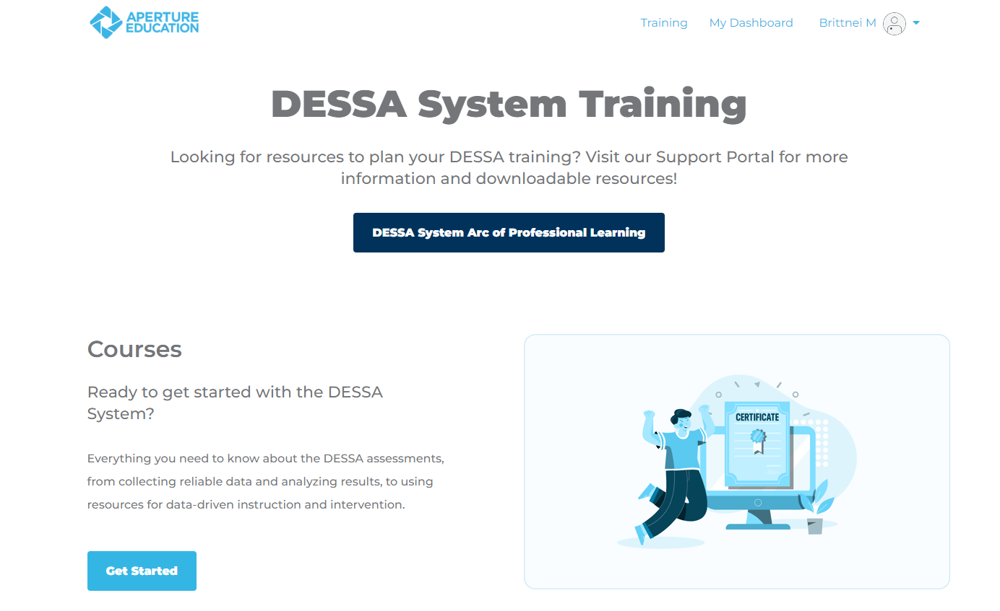 APERTURE
EDUCATION
Training
My Dashboard
Brittnei M
DESSA System Training
Looking for resources to plan your DESSA training? Visit our Support Portal for more
information and downloadable resources!
DESSA System Arc of Professional Learning
Courses
Ready to get started with the DESSA
System?
Everything you need to know about the DESSA assessments,
from collecting reliable data and analyzing results, to using
resources for data-driven instruction and intervention.
Get Started
CERTIFICATE